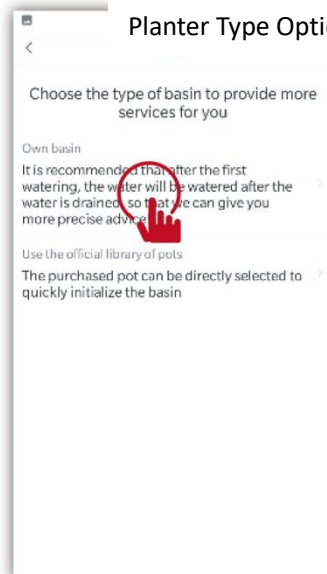 Planter Type Opti
Choose the type of basin to provide more
services for you
Own basin
It is recommended that after the first
watering, the water will be watered after the
water is drained, so that we can give you
more precise advice
Use the official library of pots
The purchased pot can be directly selected to
quickly initialize the basin